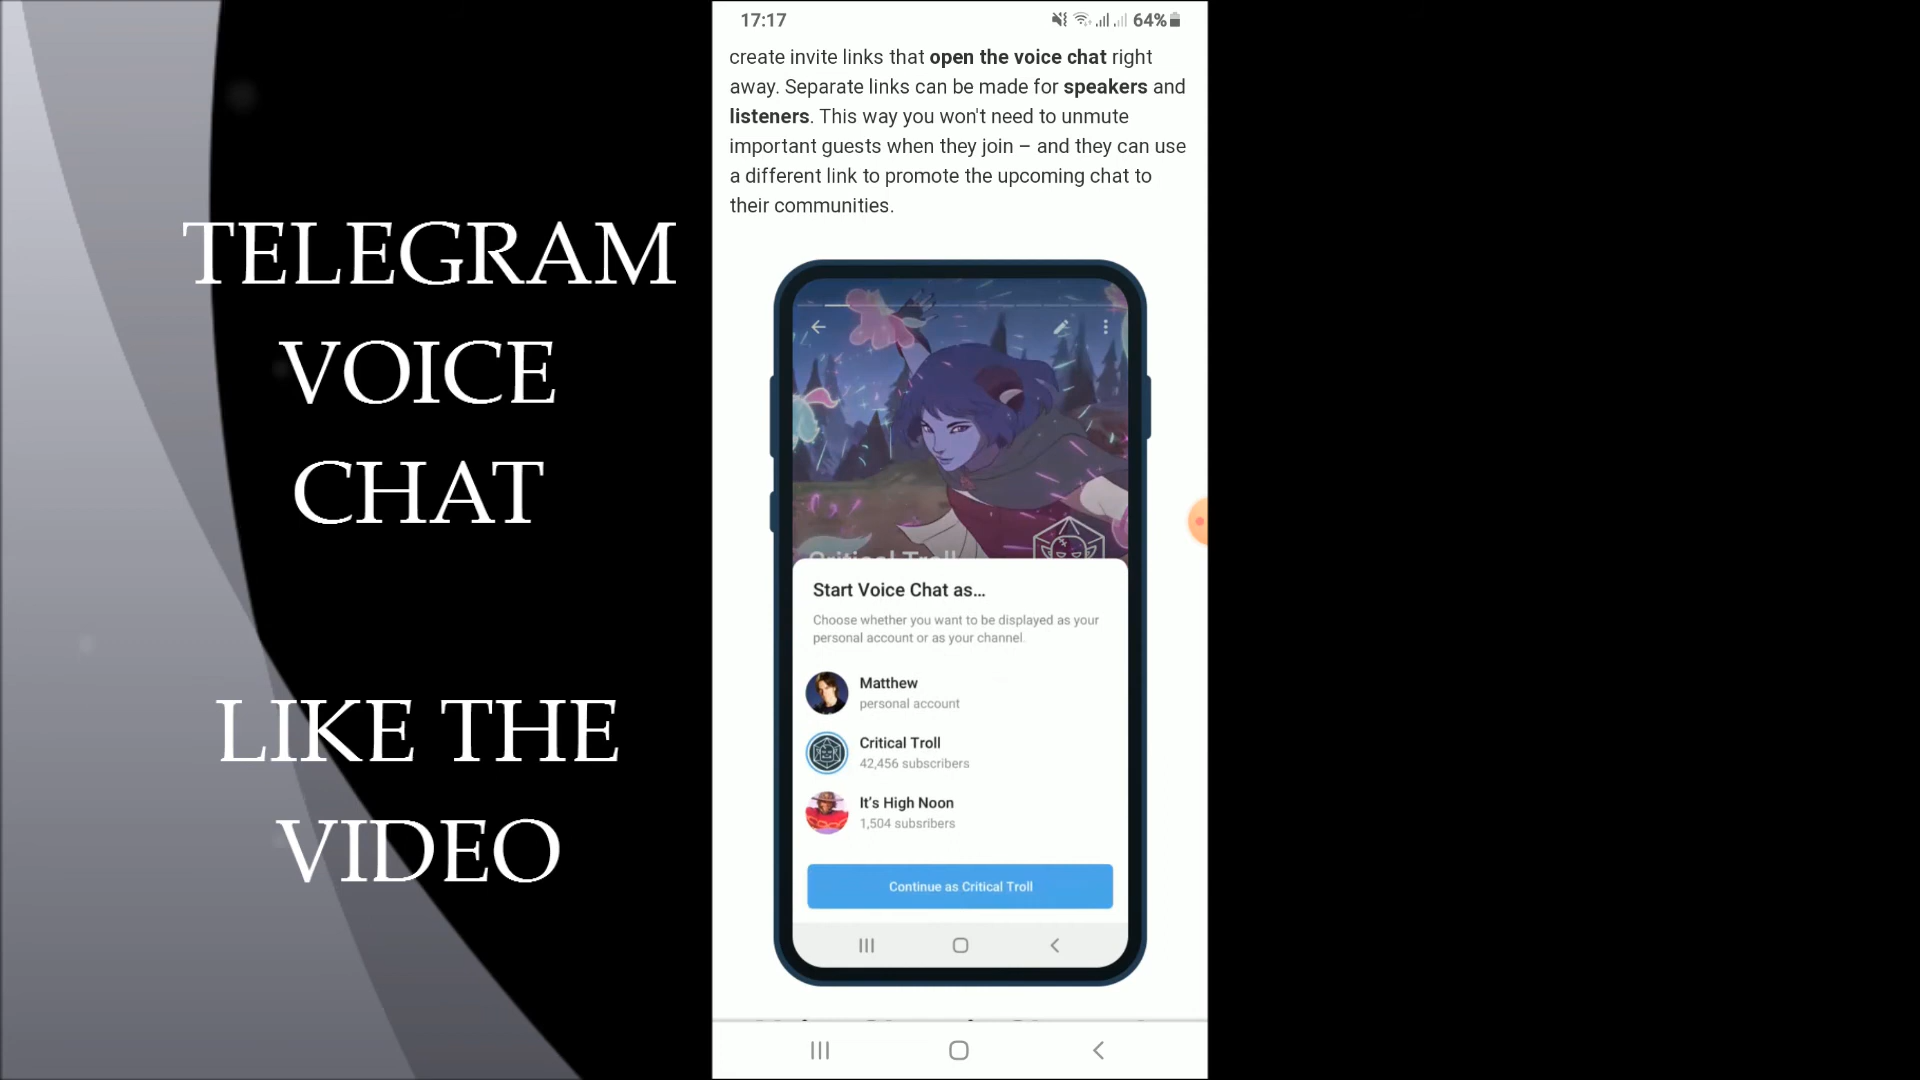 TELEGRAM
VOICE
CHAT
LIKE THE
VIDEO
17:17
64%
create invite links that open the voice chat right
away. Separate links can be made for speakers and
listeners. This way you won't need to unmute
important guests when they join – and they can use
a different link to promote the upcoming chat to
their communities.
Critical Troll
Start Voice Chat as...
Choose whether you want to be displayed as your
personal account or as your channel.
Matthew
personal account
Critical Troll
42,456 subscribers
It's High Noon
1,504 subsribers
Continue as Critical Troll